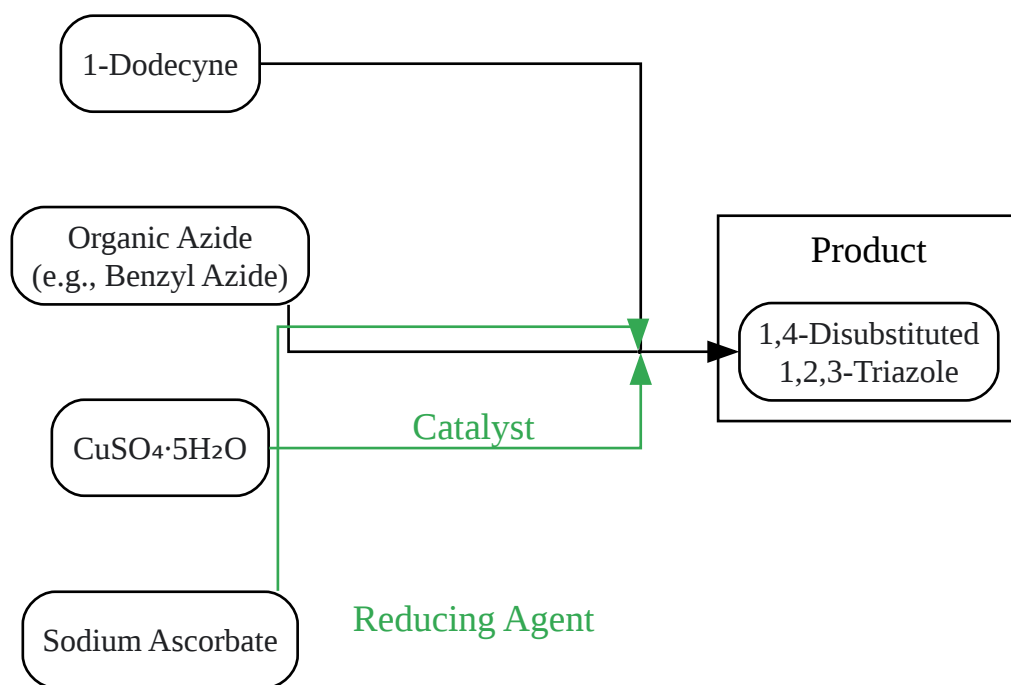 1-Dodecyne
Organic Azide
(e.g., Benzyl Azide)
Product
1,4-Disubstituted
1,2,3-Triazole
CuSO₄·5H₂O
Catalyst
Sodium Ascorbate
Reducing Agent